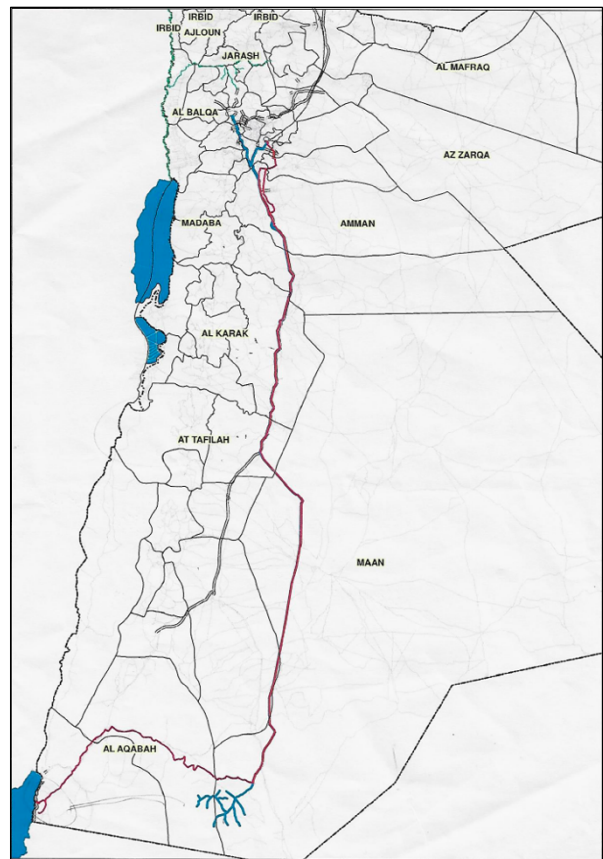 IRBID
IRBID
IRBID
AJLOUN
JARASH
AL MAFRAQ
AL BALQA
AZ ZARQA
MADABA
AMMAN
AL KARAK
AT TAFILAH
MAAN
AL AQABAH